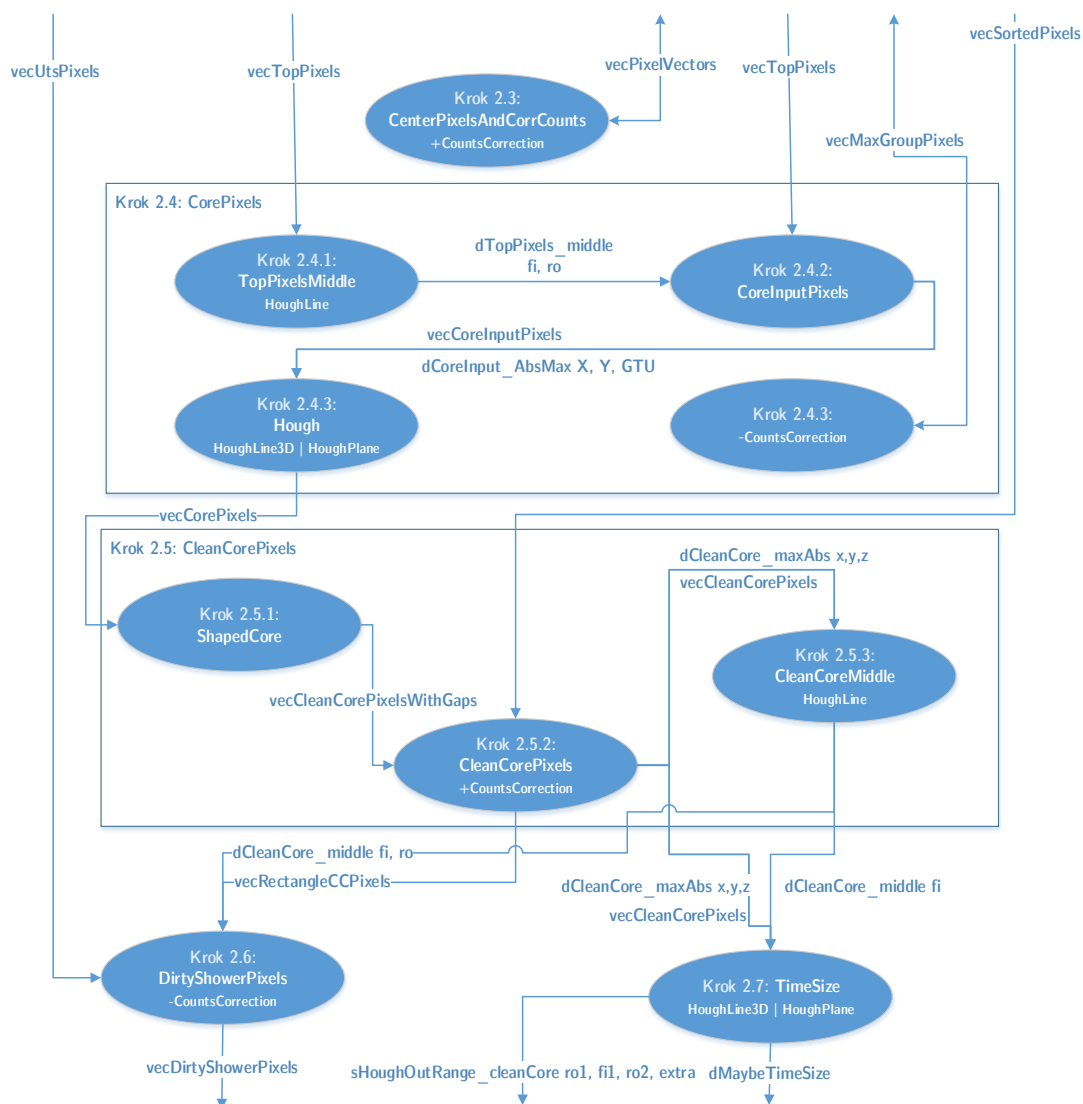 vecUtsPixels
vecTopPixels
vecPixelVectors
vecTopPixels
vecSortedPixels
Krok 2.3:
CenterPixelsAndCorrCounts
+CountsCorrection
vecMaxGroupPixels
Krok 2.4: CorePixels
Krok 2.4.1:
TopPixelsMiddle
HoughLine
dTopPixels_middle
fi, ro
Krok 2.4.2:
CoreInputPixels
vecCoreInputPixels
dCoreInput_AbsMax X, Y, GTU
Krok 2.4.3:
Hough
HoughLine3D | HoughPlane
Krok 2.4.3:
-CountsCorrection
vecCorePixels
Krok 2.5: CleanCorePixels
dCleanCore_maxAbs x,y,z
vecCleanCorePixels
Krok 2.5.1:
ShapedCore
Krok 2.5.3:
CleanCoreMiddle
HoughLine
vecCleanCorePixelsWithGaps
Krok 2.5.2:
CleanCorePixels
+CountsCorrection
dCleanCore_middle fi, ro
vecRectangleCCPixels
dCleanCore_maxAbs x,y,z
vecCleanCorePixels
dCleanCore_middle fi
Krok 2.6:
DirtyShowerPixels
-CountsCorrection
Krok 2.7: TimeSize
HoughLine3D | HoughPlane
vecDirtyShowerPixels
sHoughOutRange_cleanCore ro1, fi1, ro2, extra
dMaybeTimeSize